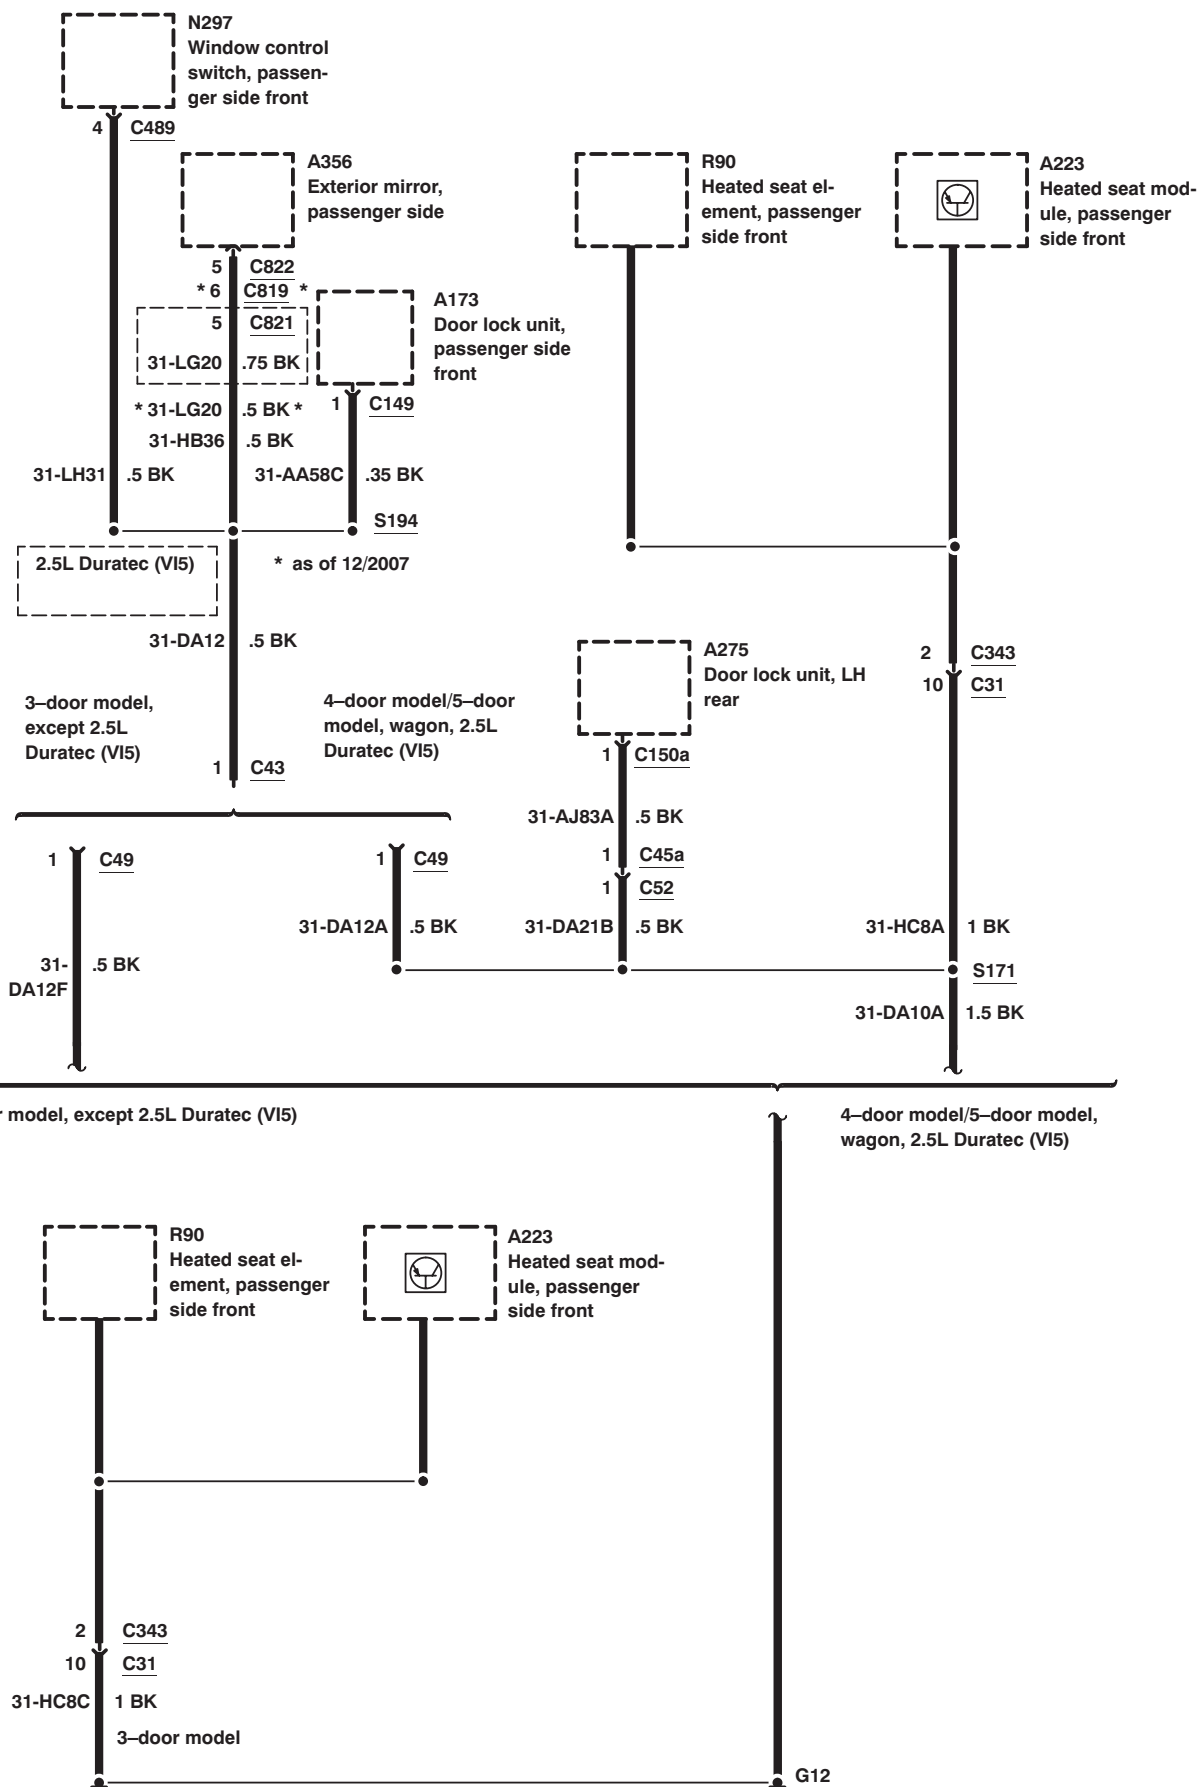 N297
Window control
switch, passen-
ger side front
4 C489
A356
Exterior mirror,
passenger side
R90
Heated seat el-
ement, passenger
side front
A223
Heated seat mod-
ule, passenger
side front
5 C822
* 6 C819 *
5 C821
31-LG20 .75 BK
A173
Door lock unit,
passenger side
front
* 31-LG20 .5 BK *
1 C149
31-HB36 .5 BK
31-LH31 .5 BK
31-AA58C .35 BK
S194
2.5L Duratec (VI5)
* as of 12/2007
31-DA12 .5 BK
A275
Door lock unit, LH
rear
2 C343
10 C31
3–door model,
except 2.5L
Duratec (VI5)
4–door model/5–door
model, wagon, 2.5L
Duratec (VI5)
1 C43
1 C150a
31-AJ83A .5 BK
1 C49
1 C49
1 C45a
1 C52
31-DA12A .5 BK
31-DA21B .5 BK
31-HC8A 1 BK
31- .5 BK
DA12F
S171
31-DA10A 1.5 BK
r model, except 2.5L Duratec (VI5)
4–door model/5–door model,
wagon, 2.5L Duratec (VI5)
R90
Heated seat el-
ement, passenger
side front
A223
Heated seat mod-
ule, passenger
side front
2 C343
10 C31
31-HC8C 1 BK
3–door model
G12